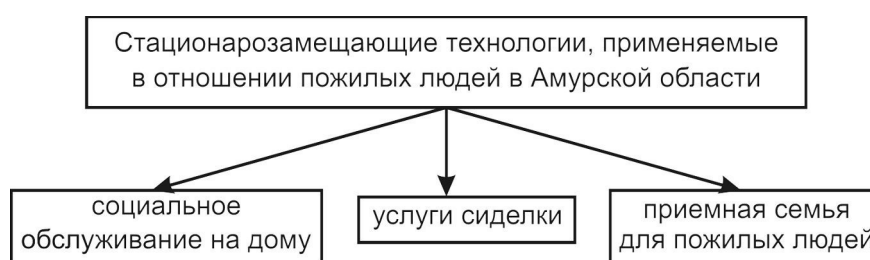 Стационарозамещающие технологии, применяемые
в отношении пожилых людей в Амурской области
социальное
обслуживание на дому
услуги сиделки
приемная семья
для пожилых людей